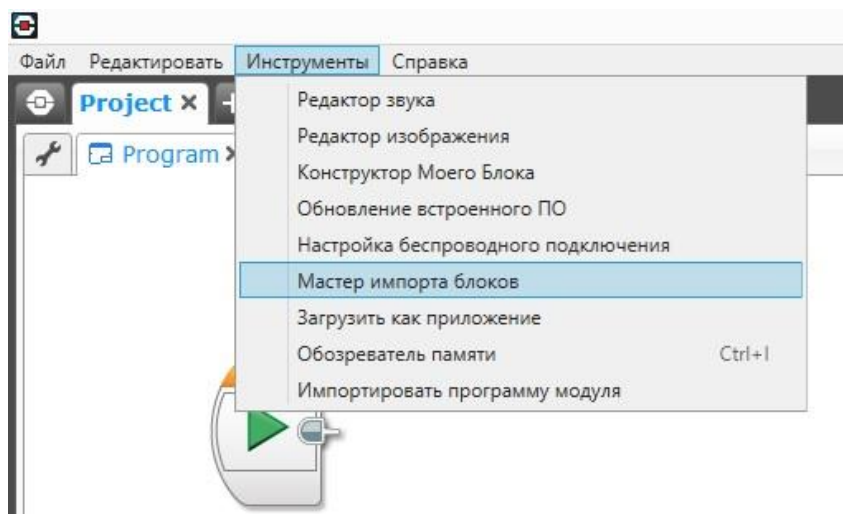 Файл Редактировать Инструменты Справка
Project
Program
Редактор звука
Редактор изображения
Конструктор Моего Блока
Обновление встроенного ПО
Настройка беспроводного подключения
Мастер импорта блоков
Загрузить как приложение
Обозреватель памяти Ctrl+I
Импортировать программу модуля